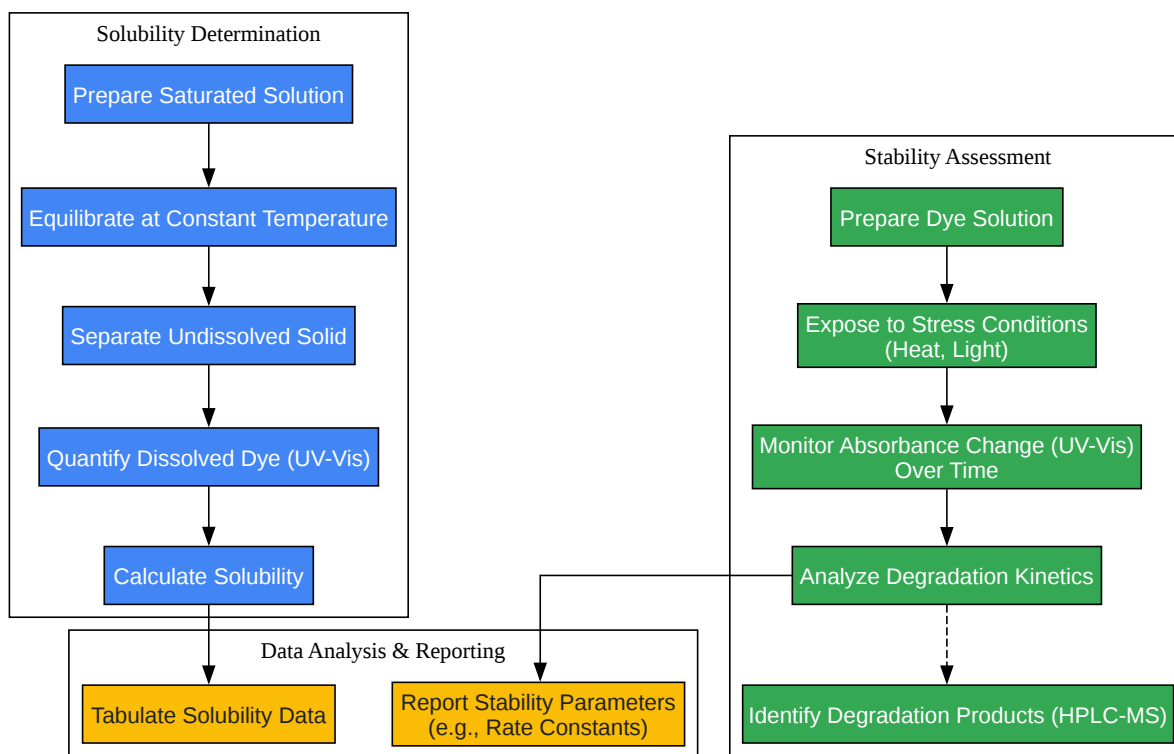 Solubility Determination
Prepare Saturated Solution
Equilibrate at Constant Temperature
Separate Undissolved Solid
Quantify Dissolved Dye (UV-Vis)
Calculate Solubility
Stability Assessment
Prepare Dye Solution
Expose to Stress Conditions
(Heat, Light)
Monitor Absorbance Change (UV-Vis)
Over Time
Analyze Degradation Kinetics
Identify Degradation Products (HPLC-MS)
Data Analysis & Reporting
Tabulate Solubility Data
Report Stability Parameters
(e.g., Rate Constants)